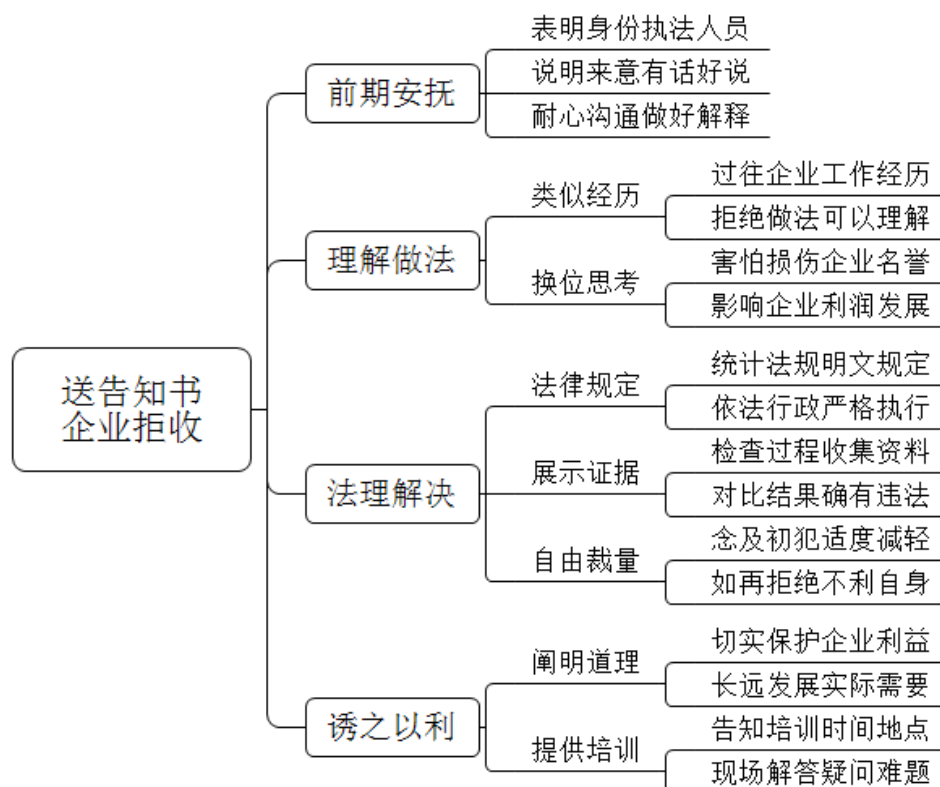 送告知书
企业拒收
前期安抚
表明身份执法人员
说明来意有话好说
耐心沟通做好解释
理解做法
类似经历
过往企业工作经历
拒绝做法可以理解
换位思考
害怕损伤企业名誉
影响企业利润发展
法理解决
法律规定
统计法规明文规定
依法行政严格执行
展示证据
检查过程收集资料
对比结果确有违法
自由裁量
念及初犯适度减轻
如再拒绝不利自身
诱之以利
阐明道理
切实保护企业利益
长远发展实际需要
提供培训
告知培训时间地点
现场解答疑问难题